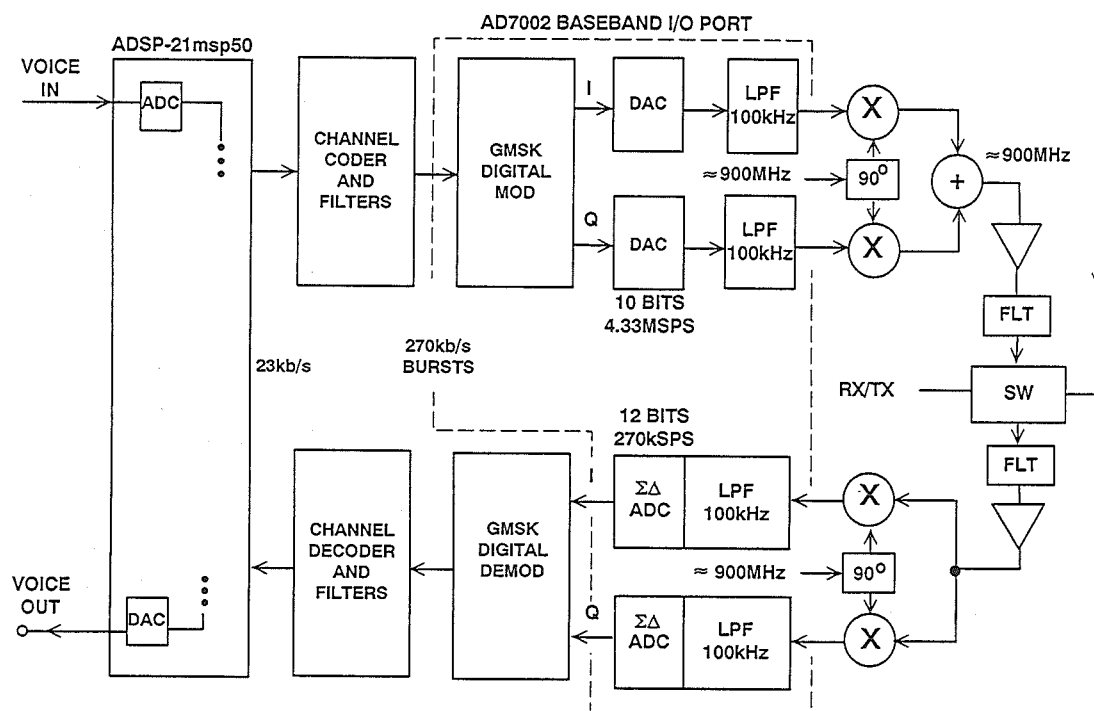 AD7002 BASEBAND I/O PORT
ADSP-21msp50
VOICE
IN
ADC
CHANNEL
CODER
AND
FILTERS
GMSK
DIGITAL
MOD
I
DAC
LPF
100kHz
X
≈900MHz
90°
+
≈900MHz
Q
DAC
LPF
100kHz
X
10 BITS
4.33MSPS
FLT
23kb/s
270kb/s
BURSTS
RX/TX
SW
12 BITS
270kSPS
FLT
I
ΣΔ
ADC
LPF
100kHz
X
CHANNEL
DECODER
AND
FILTERS
GMSK
DIGITAL
DEMOD
≈ 900MHz
90°
VOICE
OUT
DAC
Q
ΣΔ
ADC
LPF
100kHz
X